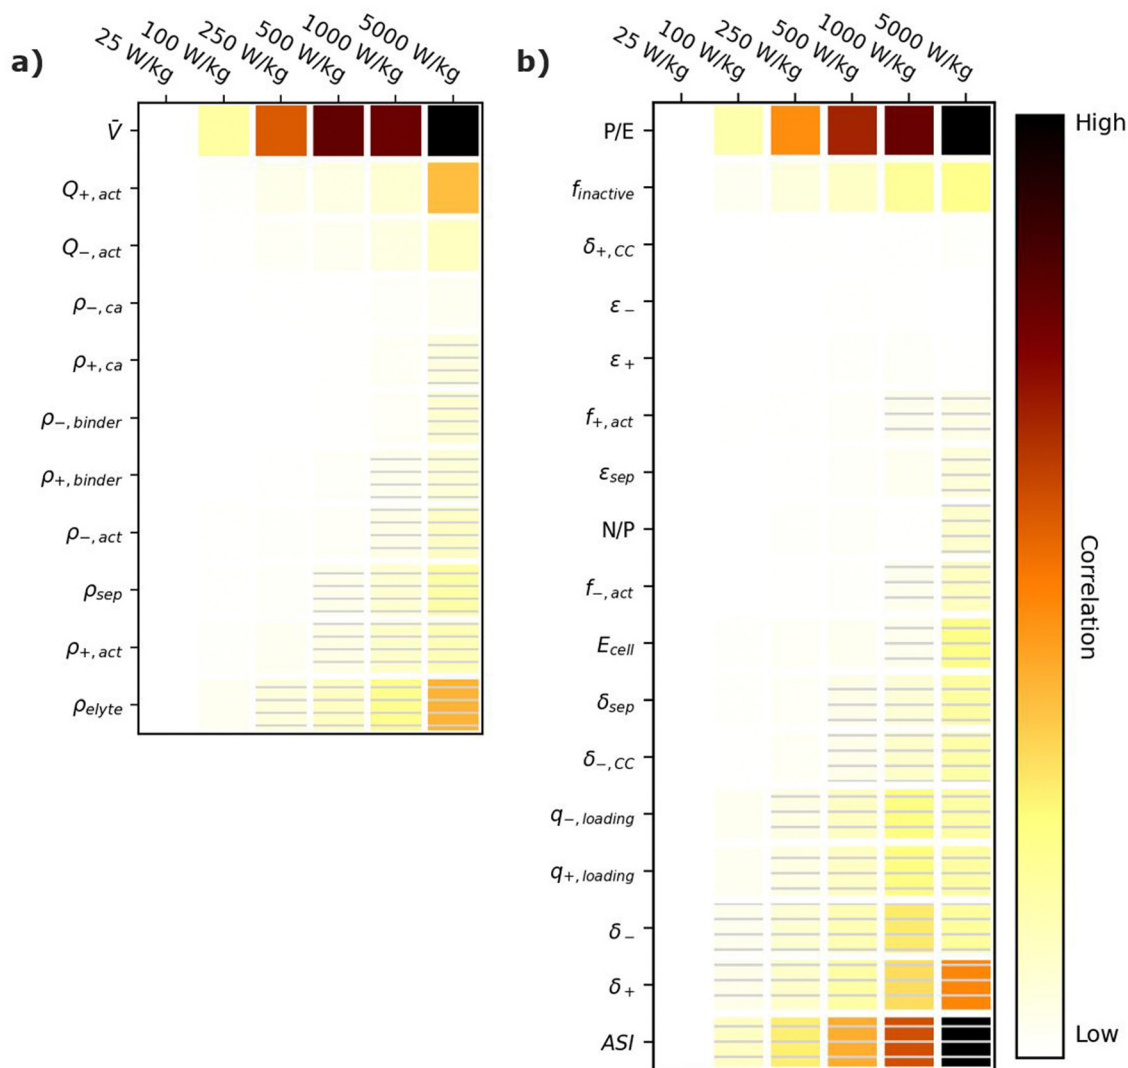 a)
25 W/kg
100 W/kg
250 W/kg
500 W/kg
1000 W/kg
5000 W/kg
V̄
Q+,act
Q−,act
ρ−,ca
ρ+,ca
ρ−,binder
ρ+,binder
ρ−,act
ρsep
ρ+,act
ρelyte
b)
25 W/kg
100 W/kg
250 W/kg
500 W/kg
1000 W/kg
5000 W/kg
P/E
finactive
δ+,CC
ε−
ε+
f+,act
εsep
N/P
f−,act
Ecell
δsep
δ−,CC
q−,loading
q+,loading
δ−
δ+
ASI
High
Correlation
Low